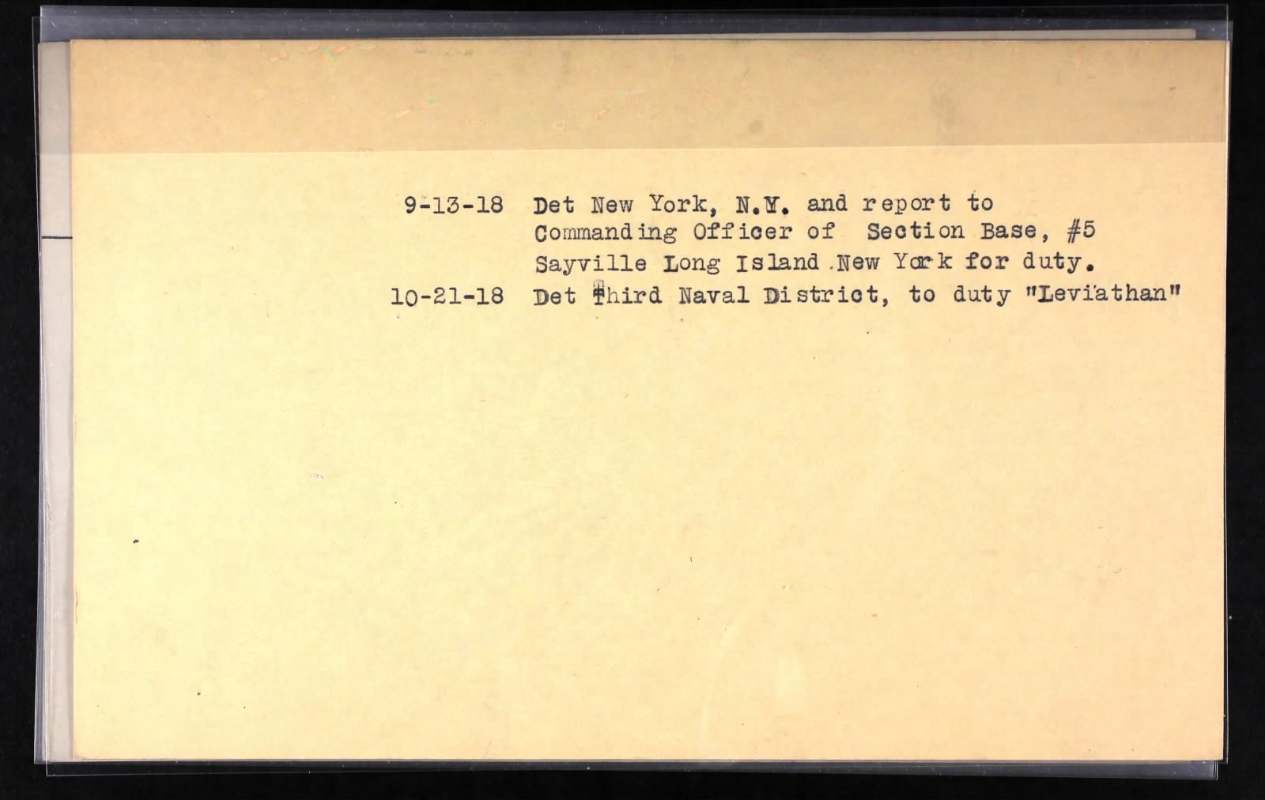 9-13-18 Det New York, N.Y. and report to
Commanding Officer of Section Base, #5
Sayville Long Island .New York for duty.
10-21-18 Det Third Naval District, to duty "Leviathan"